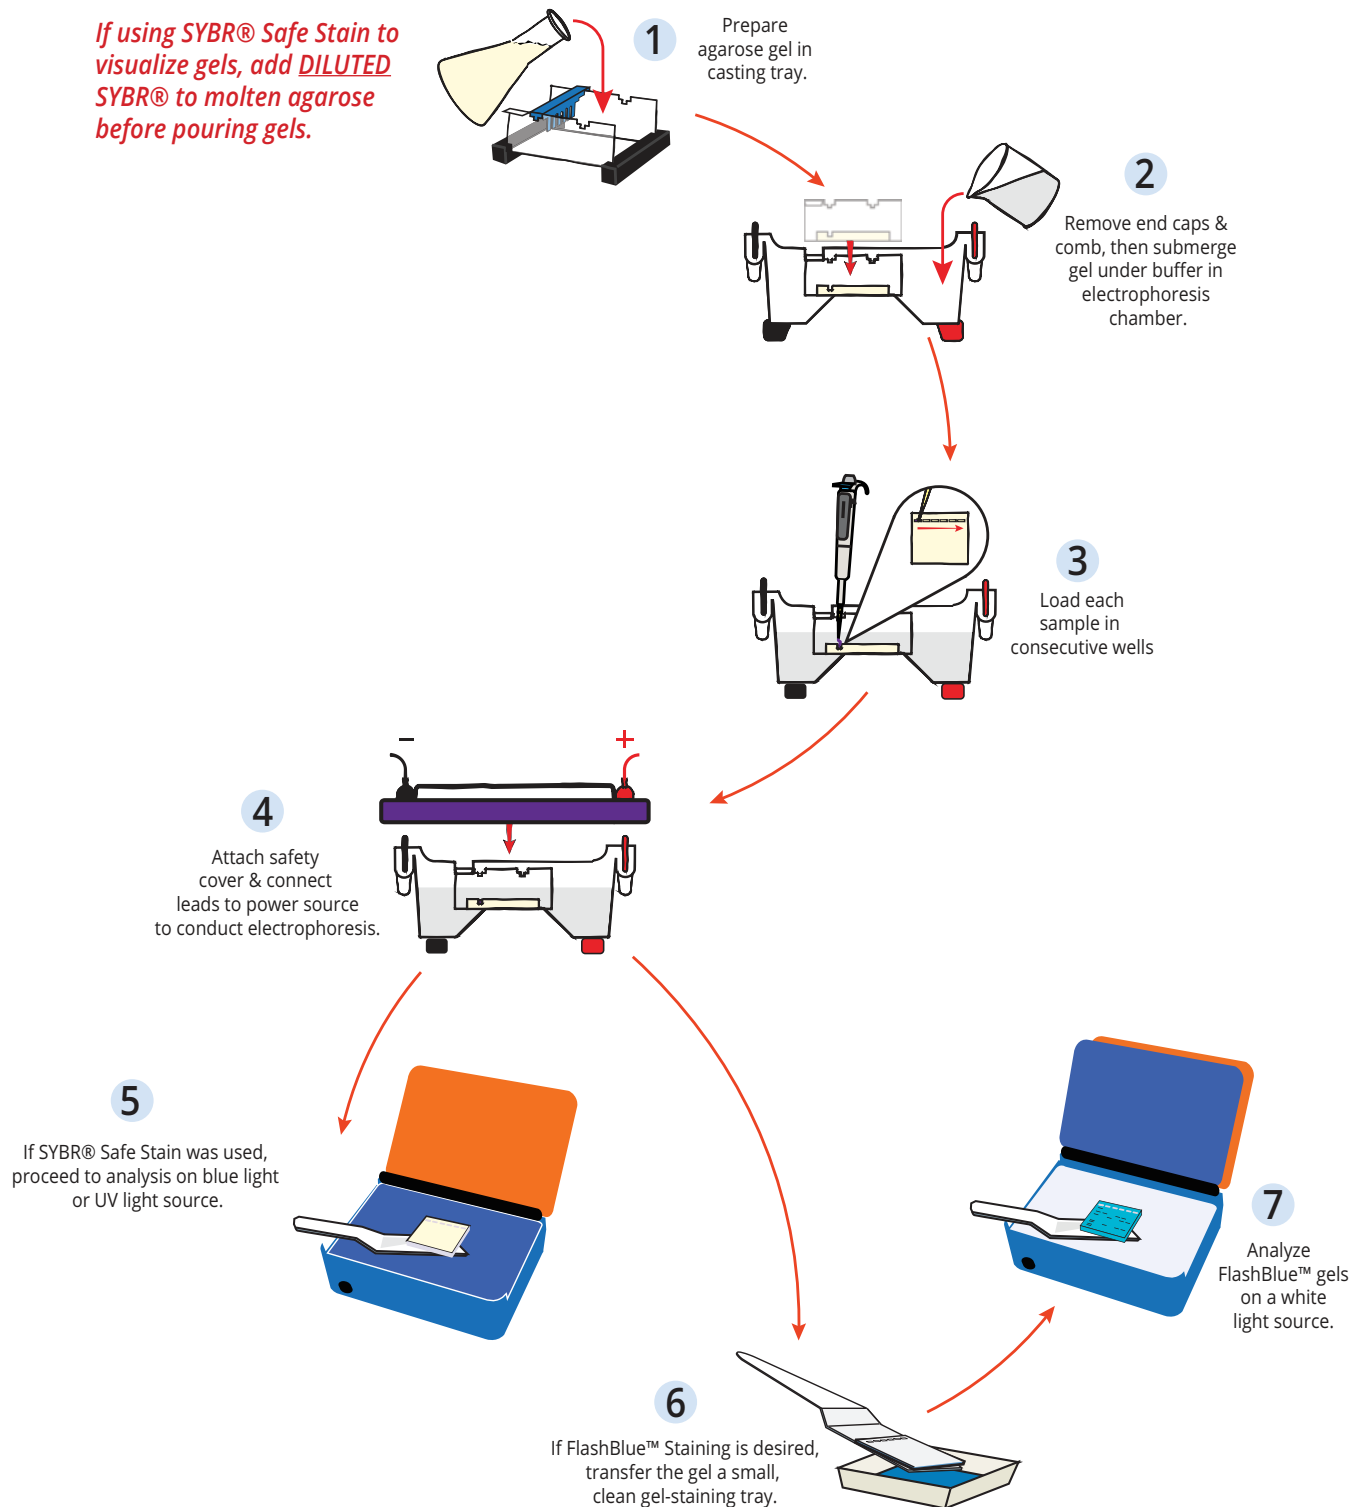 If using SYBR® Safe Stain to
visualize gels, add DILUTED
SYBR® to molten agarose
before pouring gels.
1
Prepare
agarose gel in
casting tray.
2
Remove end caps &
comb, then submerge
gel under buffer in
electrophoresis
chamber.
3
Load each
sample in
consecutive wells
– +
4
Attach safety
cover & connect
leads to power source
to conduct electrophoresis.
5
If SYBR® Safe Stain was used,
proceed to analysis on blue light
or UV light source.
6
If FlashBlue™ Staining is desired,
transfer the gel a small,
clean gel-staining tray.
7
Analyze
FlashBlue™ gels
on a white
light source.